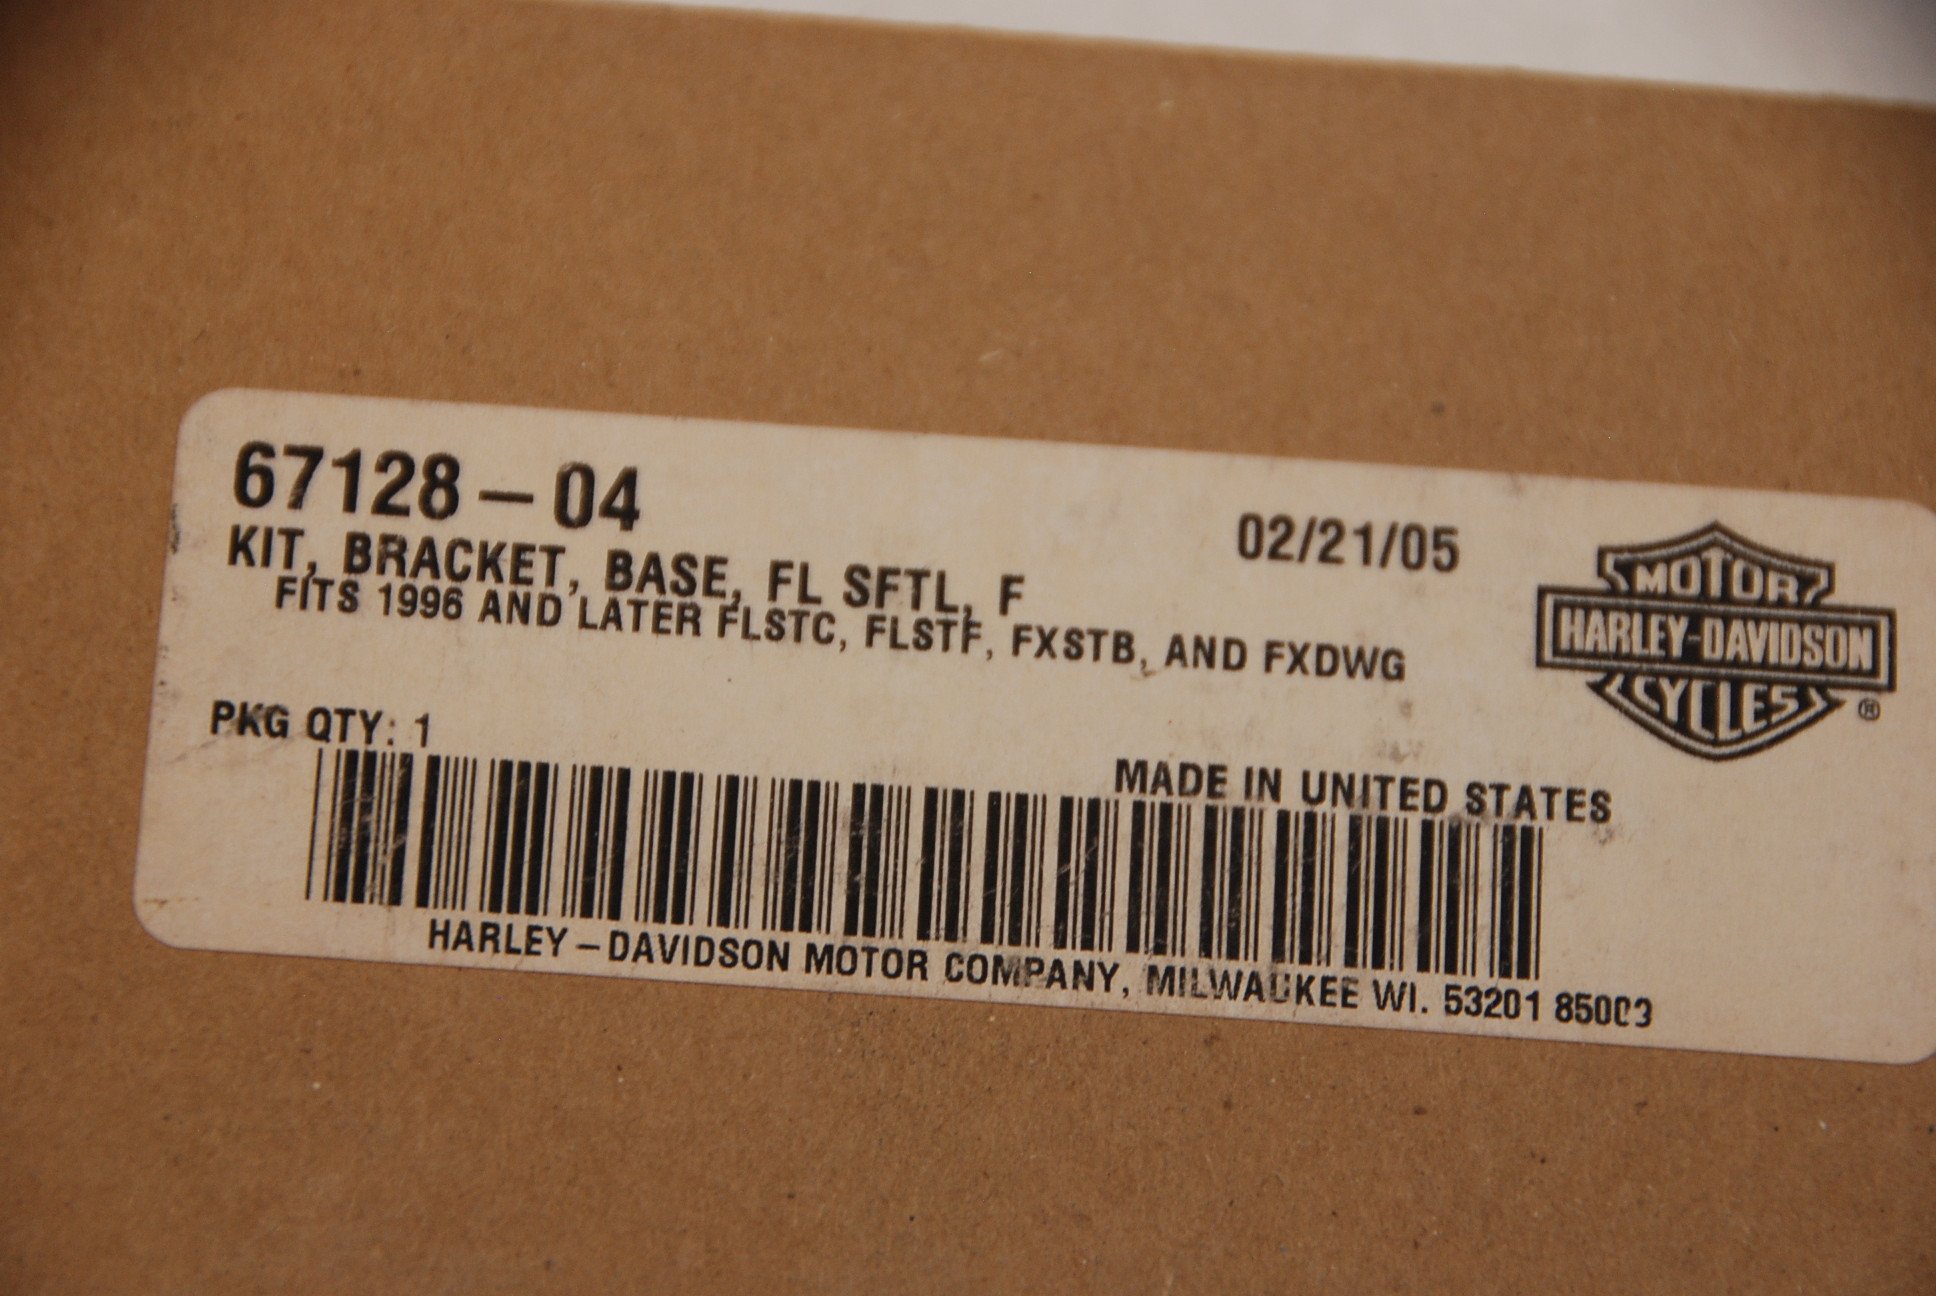 67128-04
02/21/05
KIT, BRACKET, BASE, FL SFTL, F
FITS 1996 AND LATER FLSTC, FLSTF, FXSTB, AND FXDWG
MOTOR
HARLEY-DAVIDSON
CYCLES
®
PKG QTY: 1
MADE IN UNITED STATES
HARLEY-DAVIDSON MOTOR COMPANY, MILWAUKEE WI. 53201 85003